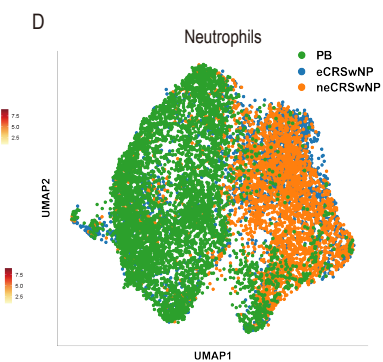 D
Neutrophils
PB
eCRSwNP
neCRSwNP
7.5
5.0
2.5
UMAP2
7.5
5.0
2.5
UMAP1